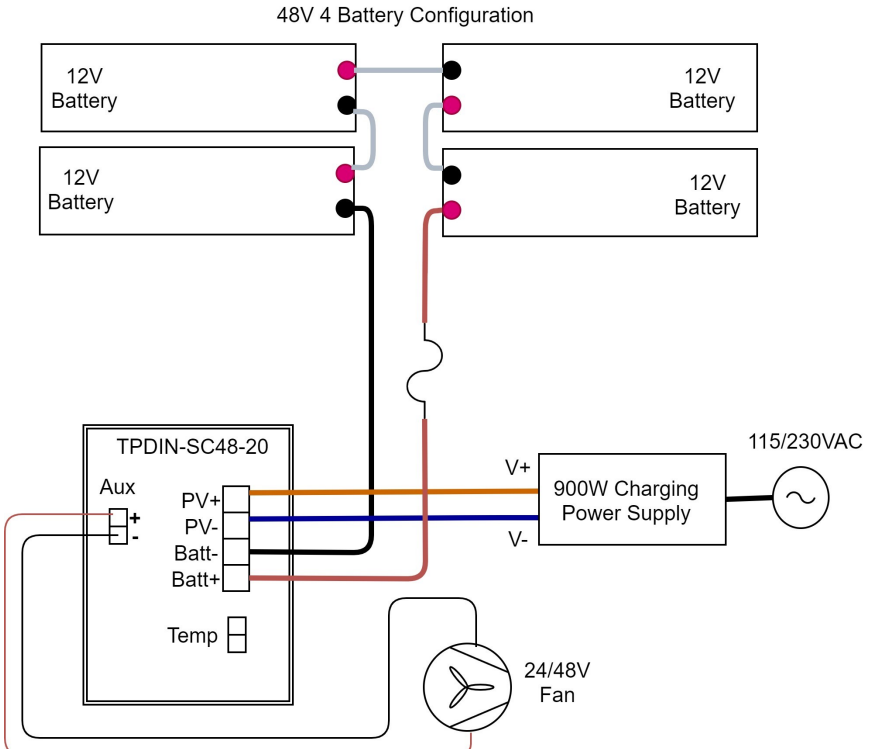 48V 4 Battery Configuration
12V
Battery
12V
Battery
12V
Battery
12V
Battery
TPDIN-SC48-20
Aux
+
-
PV+
PV-
Batt-
Batt+
Temp
V+
V-
900W Charging
Power Supply
115/230VAC
24/48V
Fan